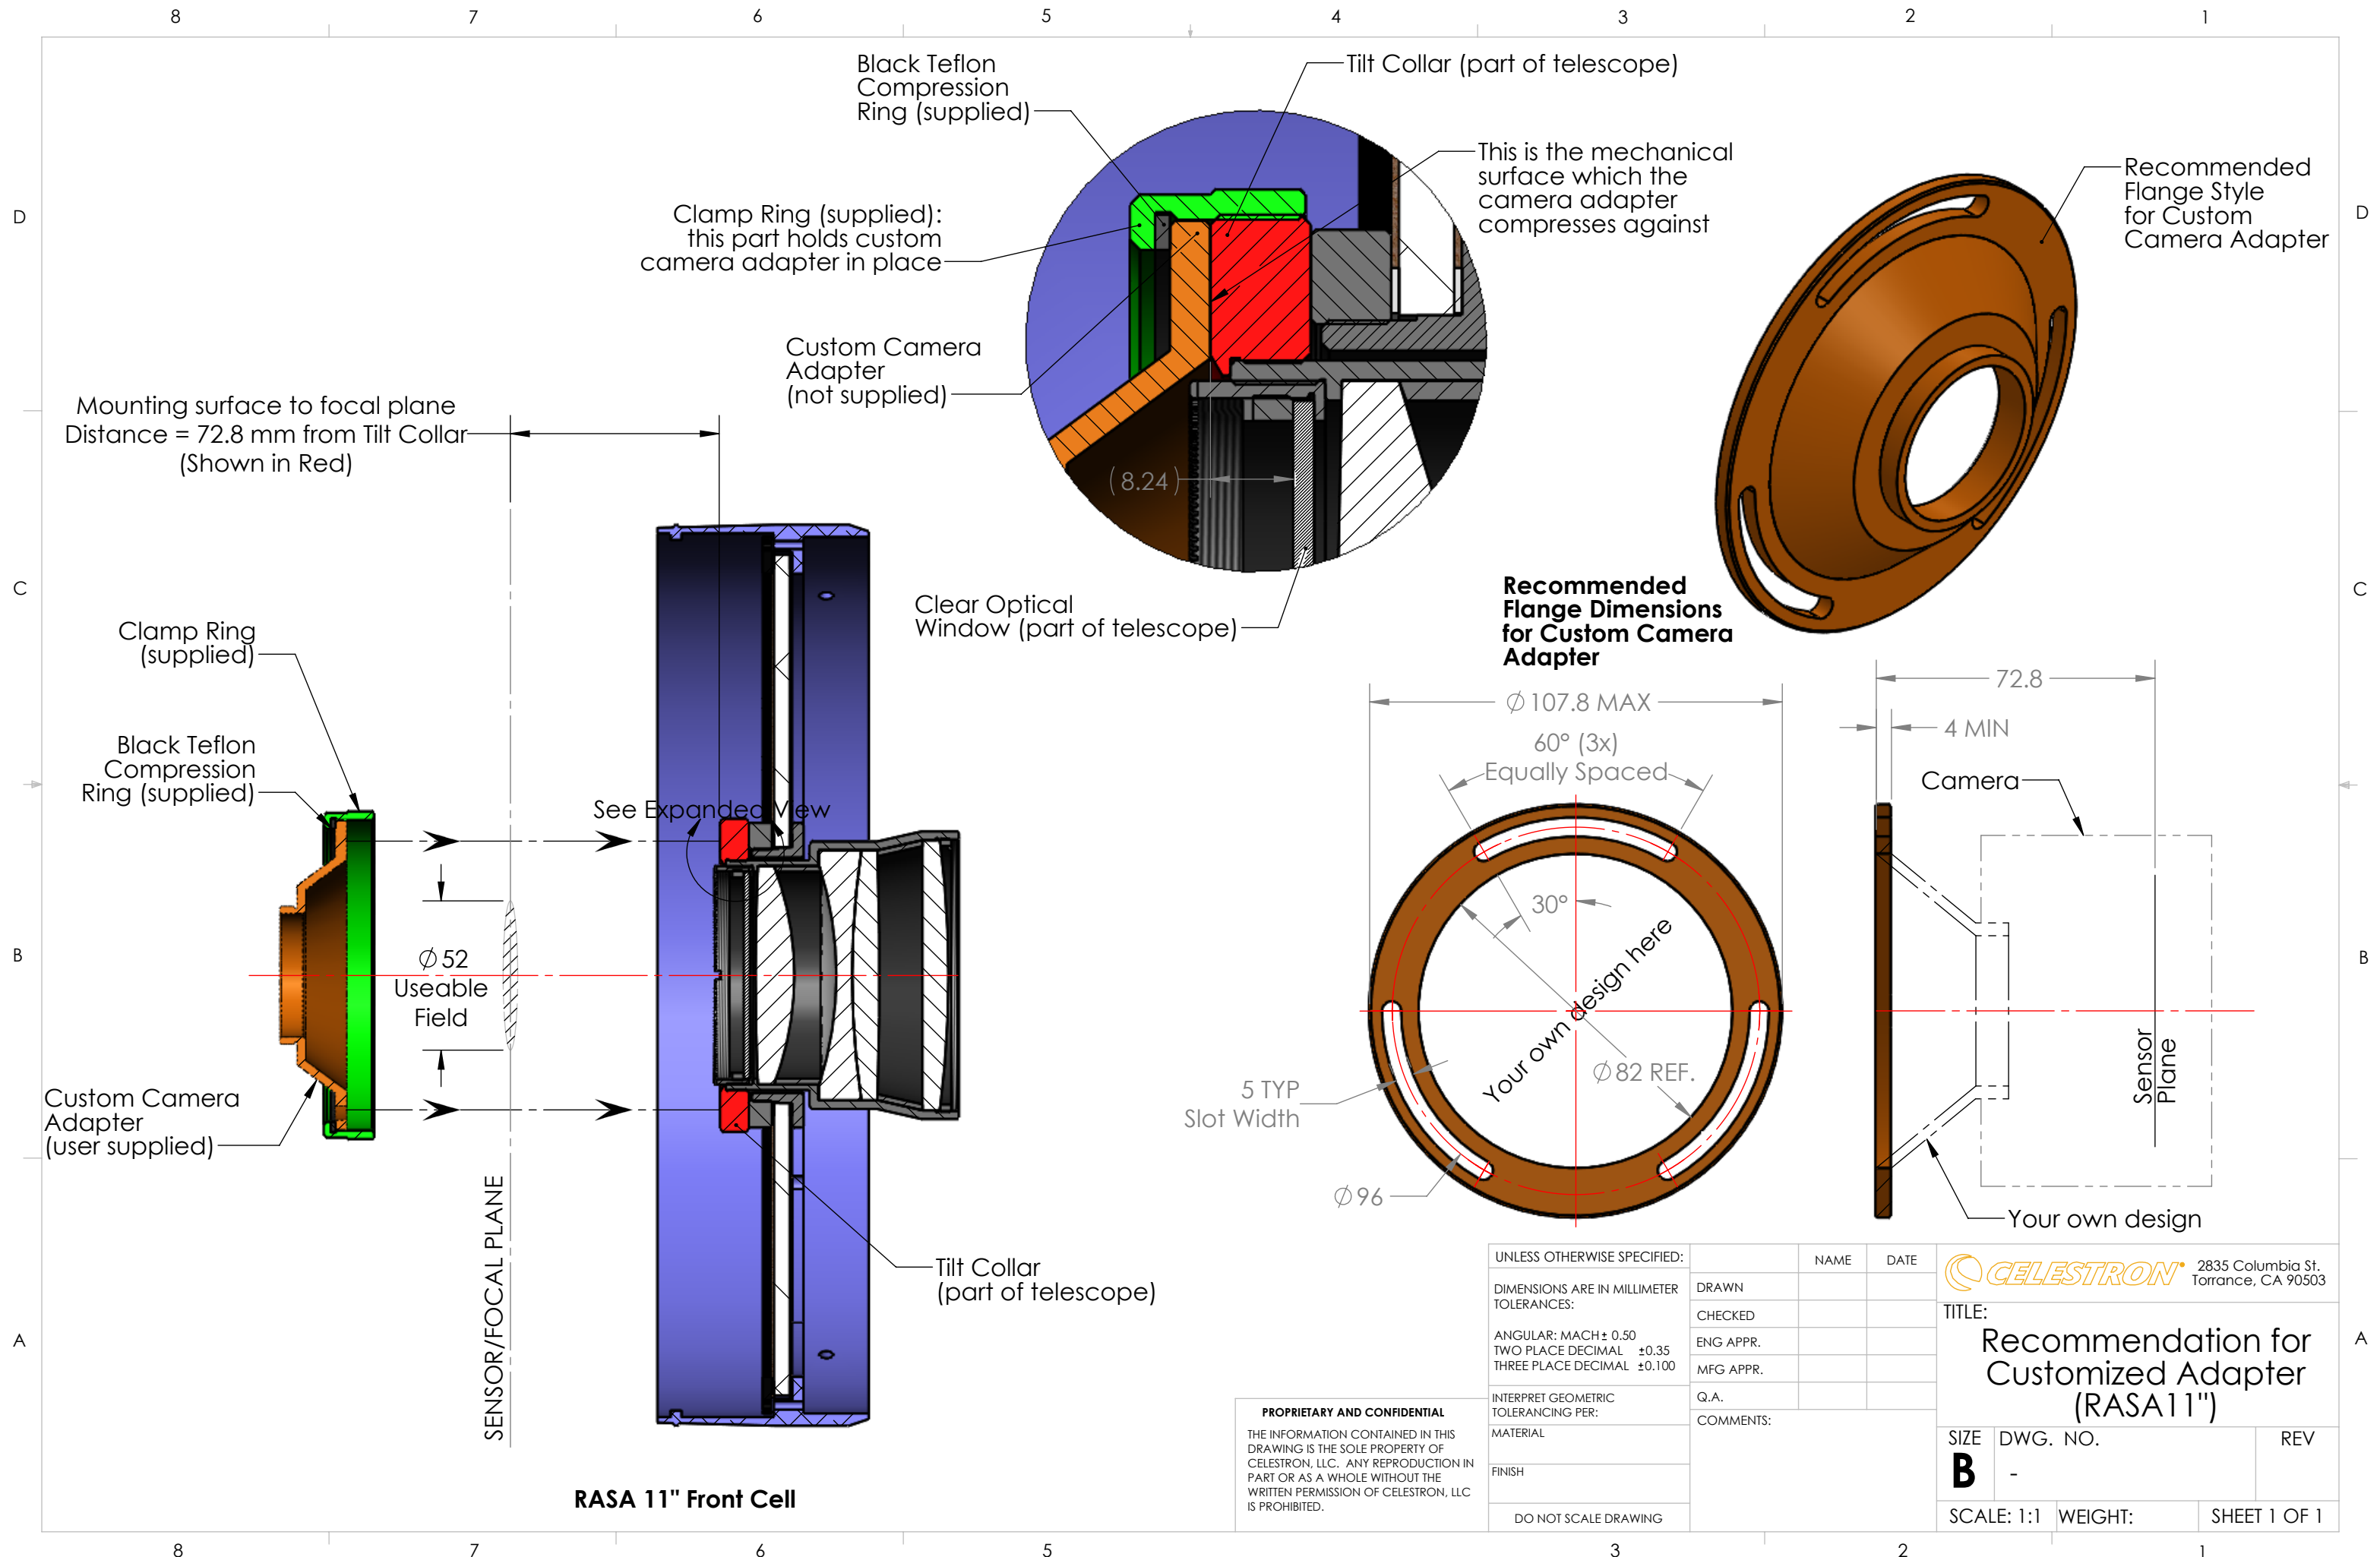 8 7 6 5 4 3 2 1
D
D
C
C
B
B
A
A
Black Teflon
Compression
Ring (supplied)
Tilt Collar (part of telescope)
This is the mechanical
surface which the
camera adapter
compresses against
Recommended
Flange Style
for Custom
Camera Adapter
Clamp Ring (supplied):
this part holds custom
camera adapter in place
Custom Camera
Adapter
(not supplied)
Mounting surface to focal plane
Distance = 72.8 mm from Tilt Collar
(Shown in Red)
(8.24)
Clear Optical
Window (part of telescope)
Recommended
Flange Dimensions
for Custom Camera
Adapter
Clamp Ring
(supplied)
Black Teflon
Compression
Ring (supplied)
See Expanded View
∅52
Useable
Field
Custom Camera
Adapter
(user supplied)
SENSOR/FOCAL PLANE
Tilt Collar
(part of telescope)
RASA 11" Front Cell
∅107.8 MAX
60° (3x)
Equally Spaced
30°
Your own design here
∅82 REF.
5 TYP
Slot Width
∅96
72.8
4 MIN
Camera
Sensor
Plane
Your own design
UNLESS OTHERWISE SPECIFIED:
DIMENSIONS ARE IN MILLIMETER
TOLERANCES:
ANGULAR: MACH± 0.50
TWO PLACE DECIMAL ±0.35
THREE PLACE DECIMAL ±0.100
INTERPRET GEOMETRIC
TOLERANCING PER:
MATERIAL
FINISH
DO NOT SCALE DRAWING
NAME DATE
DRAWN
CHECKED
ENG APPR.
MFG APPR.
Q.A.
COMMENTS:
CELESTRON
2835 Columbia St.
Torrance, CA 90503
TITLE:
Recommendation for
Customized Adapter
(RASA11")
SIZE DWG. NO. REV
B -
SCALE: 1:1 WEIGHT: SHEET 1 OF 1
PROPRIETARY AND CONFIDENTIAL
THE INFORMATION CONTAINED IN THIS
DRAWING IS THE SOLE PROPERTY OF
CELESTRON, LLC. ANY REPRODUCTION IN
PART OR AS A WHOLE WITHOUT THE
WRITTEN PERMISSION OF CELESTRON, LLC
IS PROHIBITED.
8 7 6 5 3 2 1